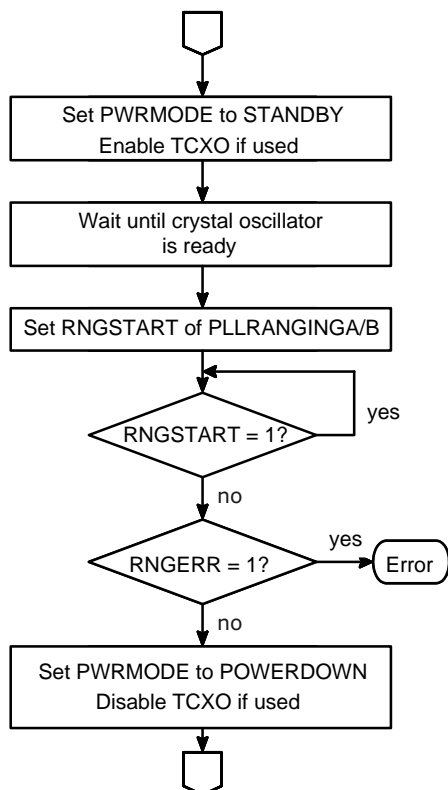 Set PWRMODE to STANDBY
Enable TCXO if used
Wait until crystal oscillator
is ready
Set RNGSTART of PLLRANGINGA/B
RNGSTART = 1?
yes
no
RNGERR = 1?
yes
Error
no
Set PWRMODE to POWERDOWN
Disable TCXO if used